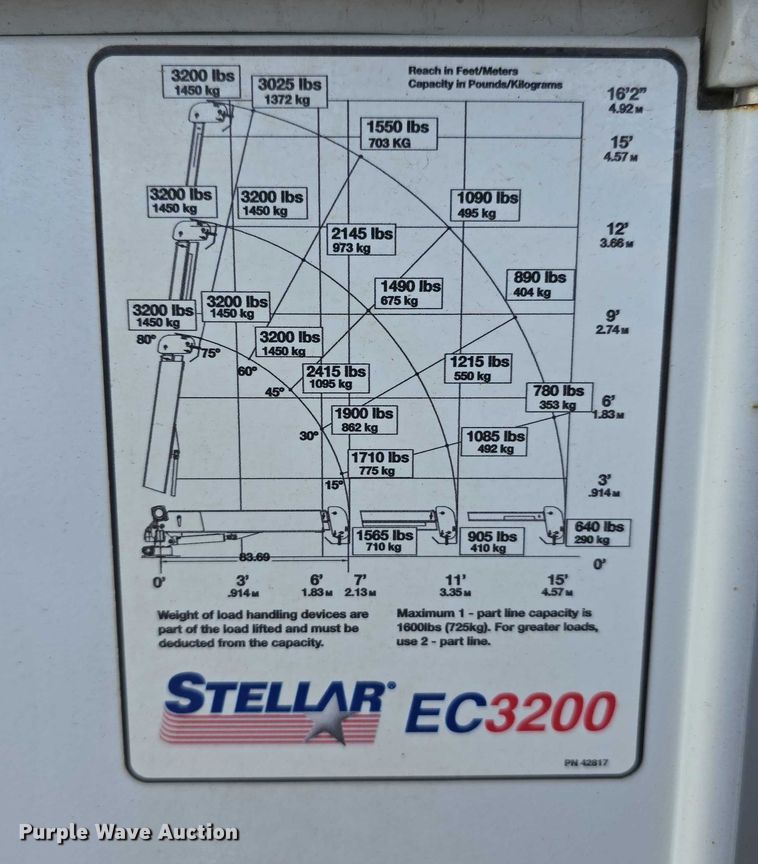 Reach in Feet/Meters
Capacity in Pounds/Kilograms
3200 lbs
1450 kg
3025 lbs
1372 kg
16'2"
4.92 M
1550 lbs
703 KG
15'
4.57 M
3200 lbs
1450 kg
3200 lbs
1450 kg
1090 lbs
495 kg
12'
3.66 M
2145 lbs
973 kg
1490 lbs
675 kg
890 lbs
404 kg
3200 lbs
1450 kg
3200 lbs
1450 kg
9'
2.74 M
80°
75°
3200 lbs
1450 kg
60°
2415 lbs
1095 kg
1215 lbs
550 kg
45°
780 lbs
353 kg
6'
1.83 M
1900 lbs
862 kg
30°
1085 lbs
492 kg
1710 lbs
775 kg
15°
3'
.914 M
1565 lbs
710 kg
905 lbs
410 kg
640 lbs
290 kg
83.69
0'
0'
3'
.914 M
6'
1.83 M
7'
2.13 M
11'
3.35 M
15'
4.57 M
Weight of load handling devices are
part of the load lifted and must be
deducted from the capacity.
Maximum 1 - part line capacity is
1600lbs (725kg). For greater loads,
use 2 - part line.
STELLAR®
EC3200
PN 42817
Purple Wave Auction